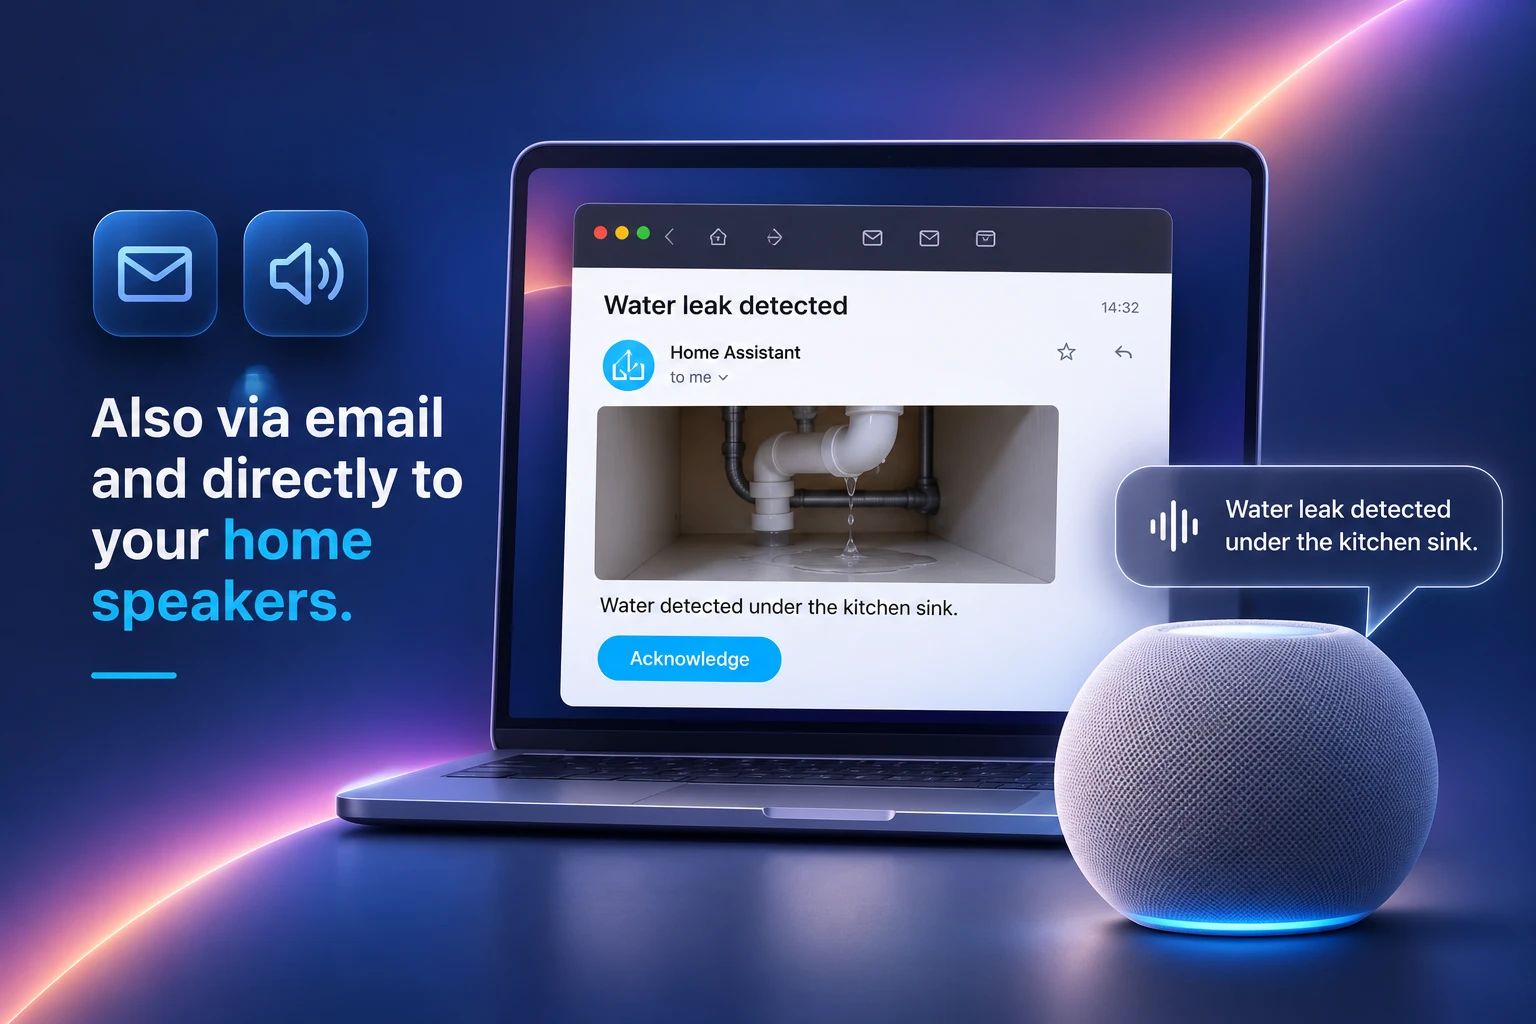 Also via email
and directly to
your home
speakers.
Water leak detected
14:32
Home Assistant
to me
Water detected under the kitchen sink.
Acknowledge
Water leak detected
under the kitchen sink.